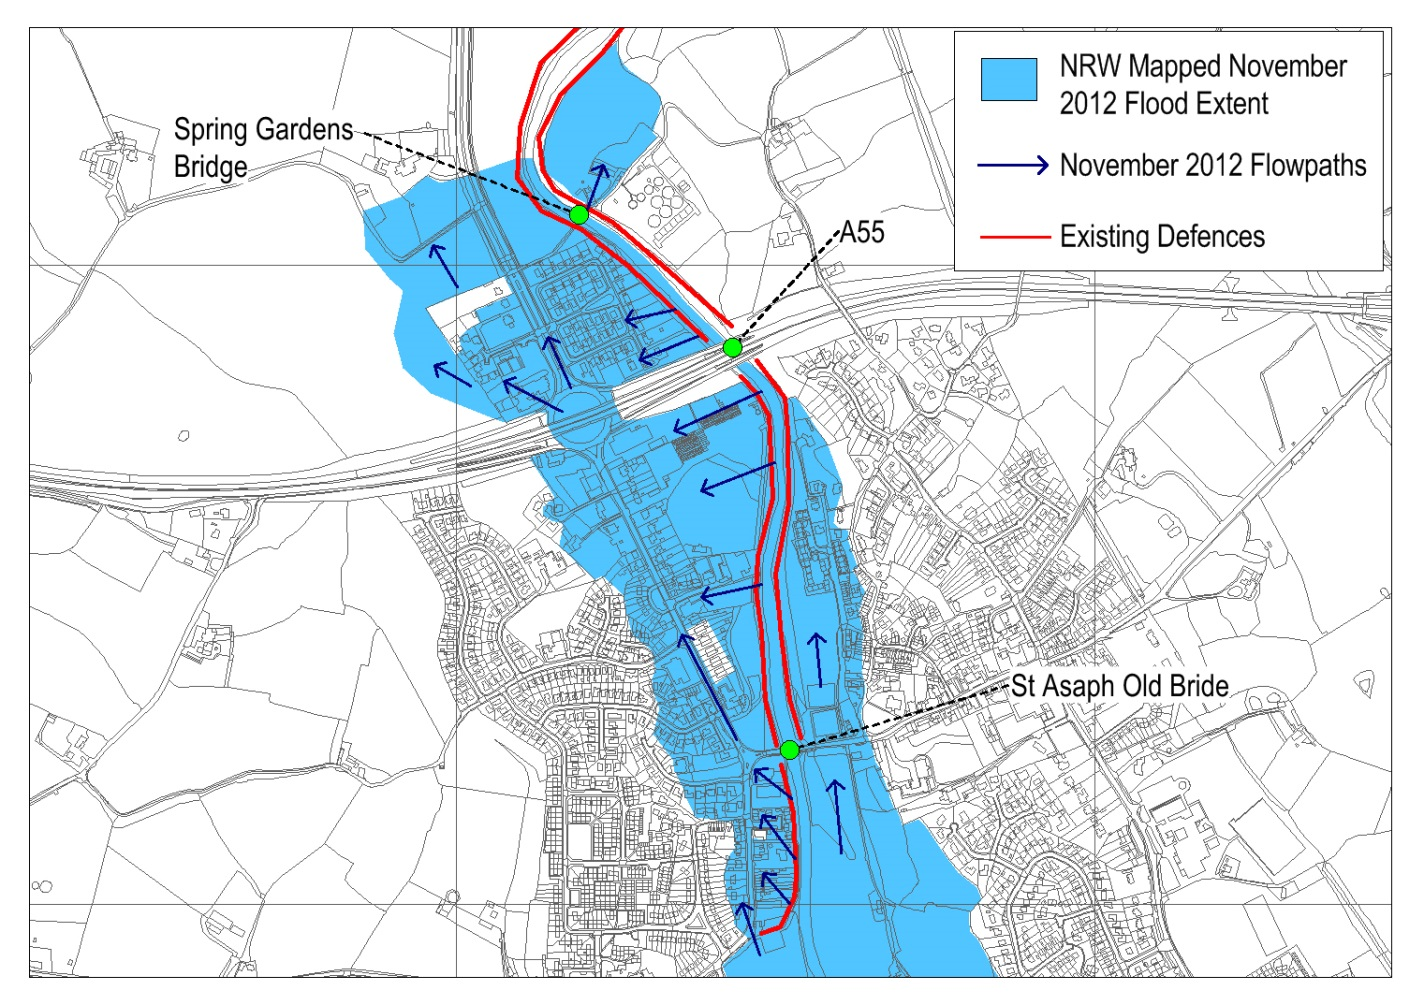 NRW Mapped November
2012 Flood Extent
November 2012 Flowpaths
Existing Defences
Spring Gardens
Bridge
A55
St Asaph Old Bride